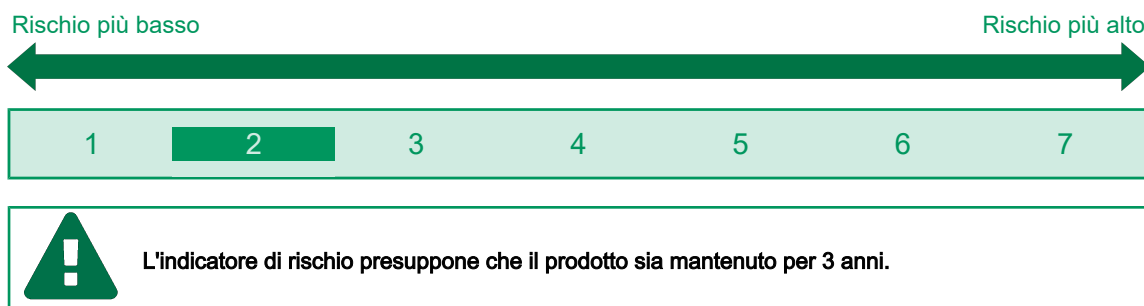 Rischio più basso Rischio più alto
1 2 3 4 5 6 7
!
L'indicatore di rischio presuppone che il prodotto sia mantenuto per 3 anni.